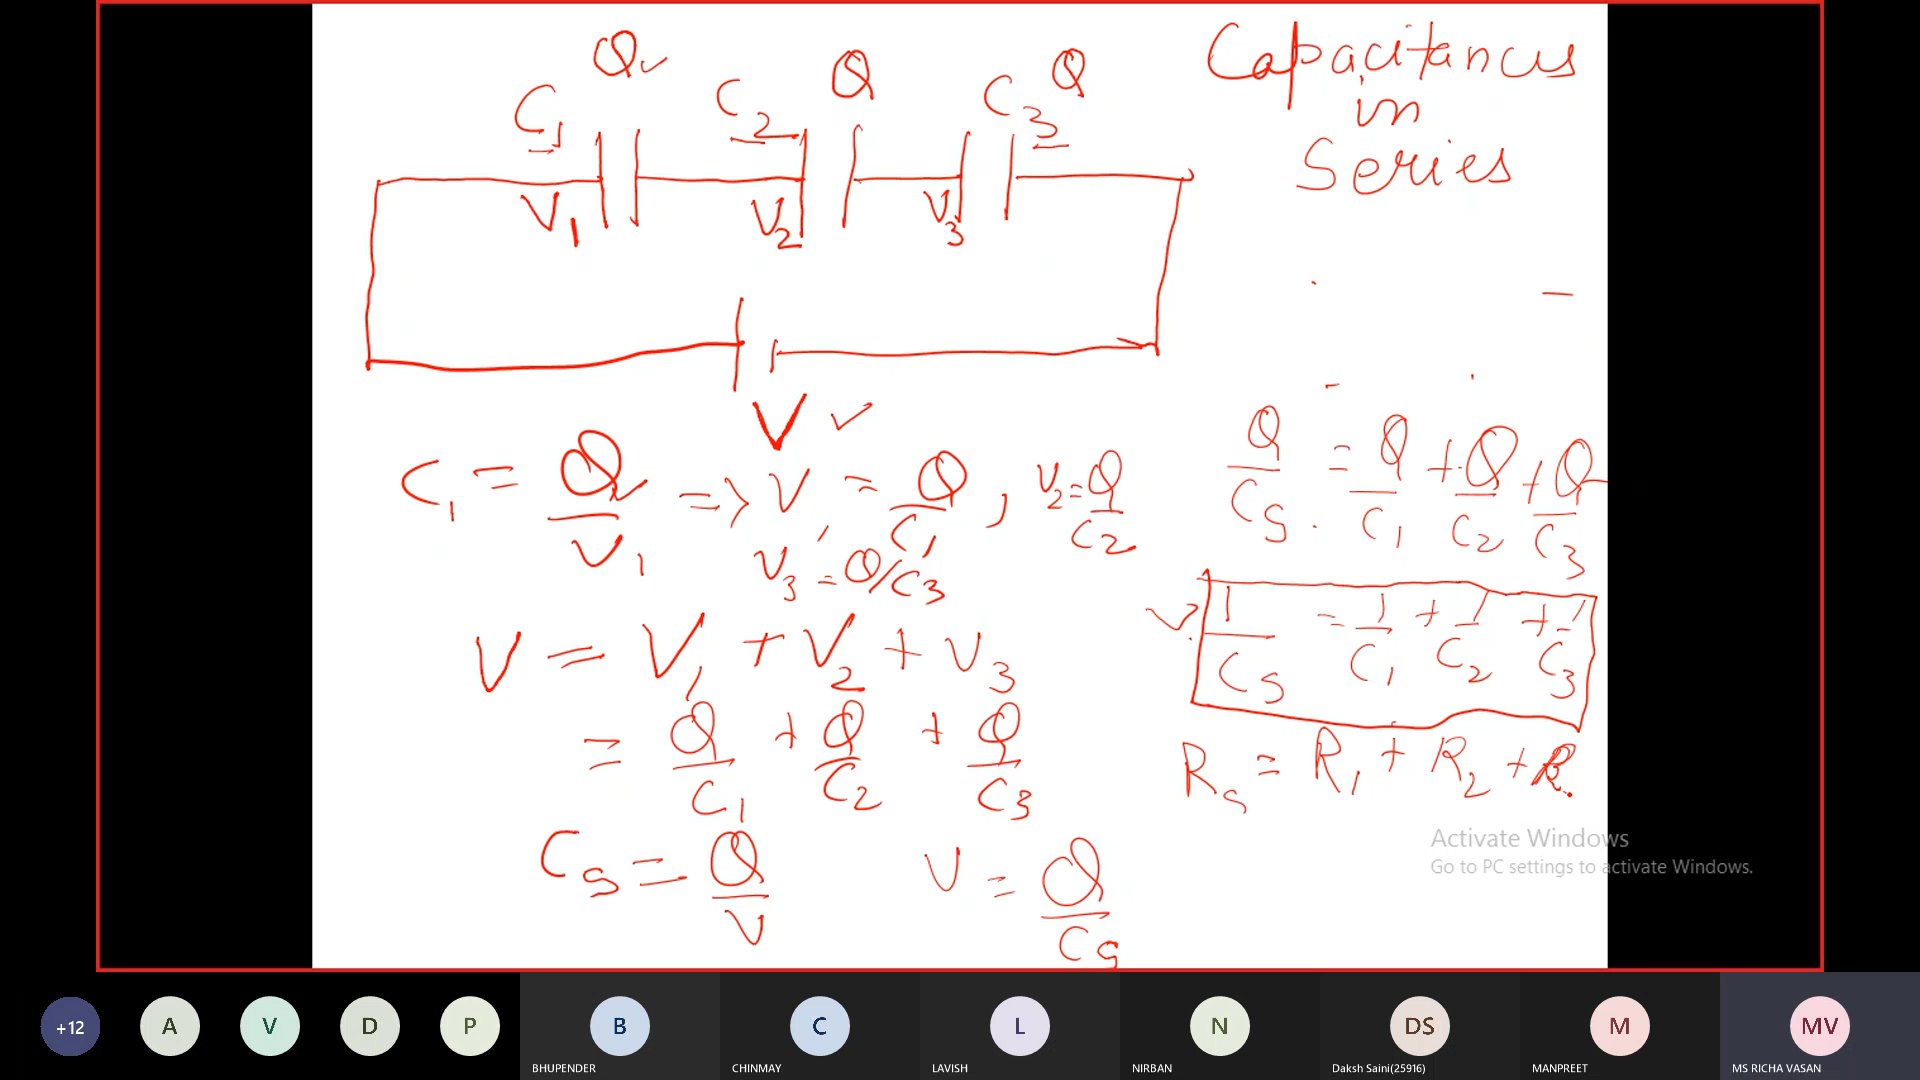 Capacitances
in
Series
Q
C1
C2
Q
C3
Q
V1
V2
V3
V ✓
C1 = Q/V1 => V1 = Q/C1 , V2 = Q/C2
V3 = Q/C3
V = V1 + V2 + V3
= Q/C1 + Q/C2 + Q/C3
Cs = Q/V
V = Q/Cs
Q/Cs = Q/C1 + Q/C2 + Q/C3
1/Cs = 1/C1 + 1/C2 + 1/C3
Rs = R1 + R2 + R
Activate Windows
Go to PC settings to activate Windows.
+12
A
V
D
P
B
BHUPENDER
C
CHINMAY
L
LAVISH
N
NIRBAN
DS
Daksh Saini(25916)
M
MANPREET
MV
MS RICHA VASAN